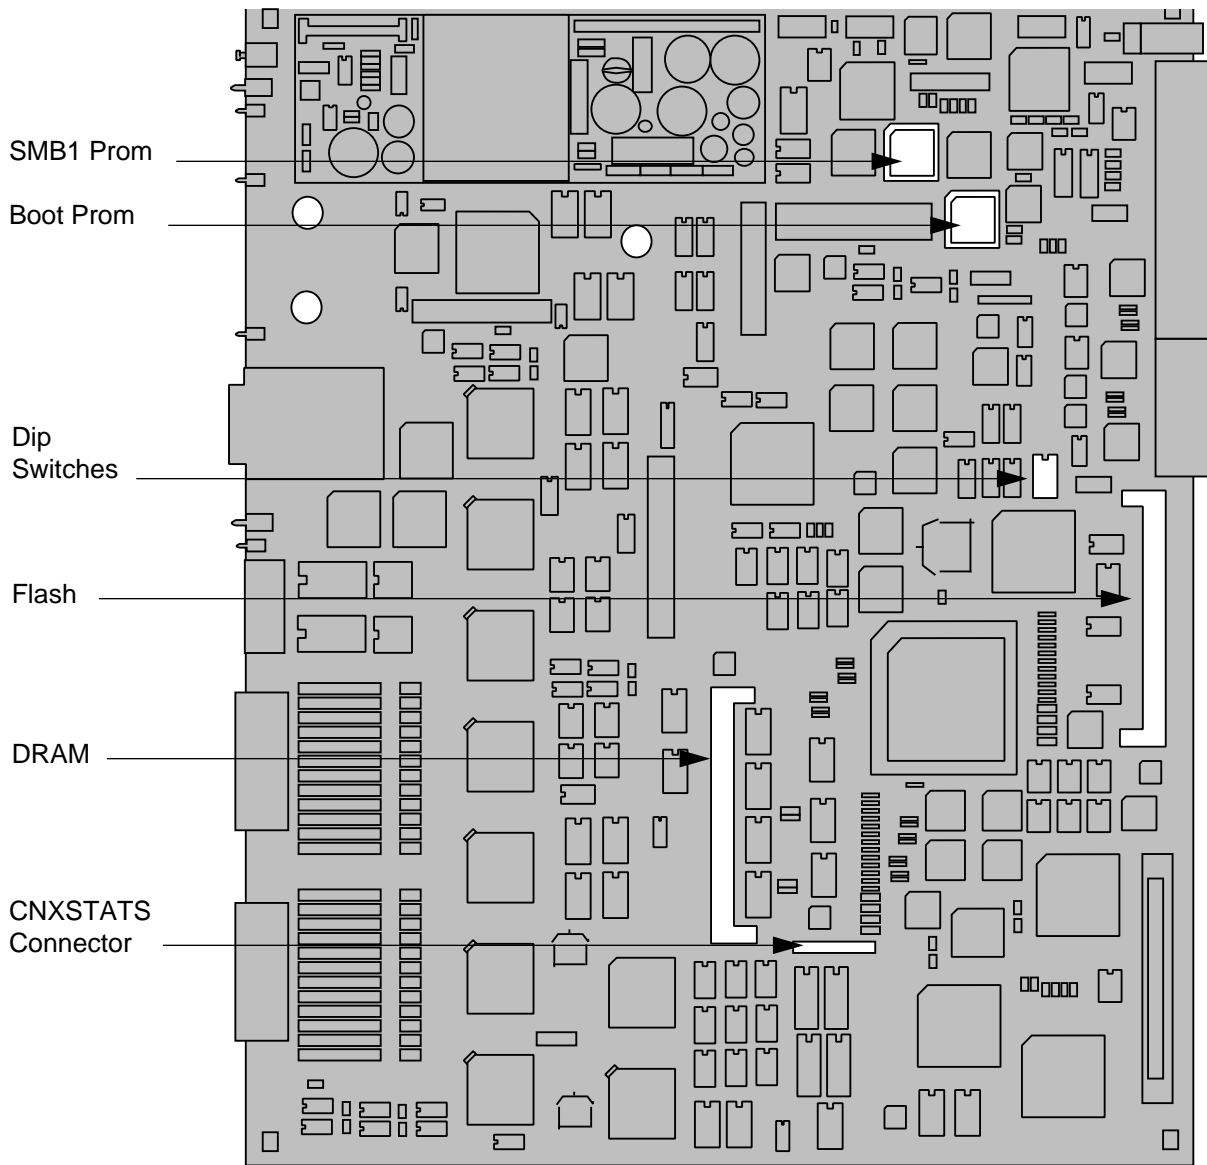 SMB1 Prom
Boot Prom
Dip
Switches
Flash
DRAM
CNXSTATS
Connector